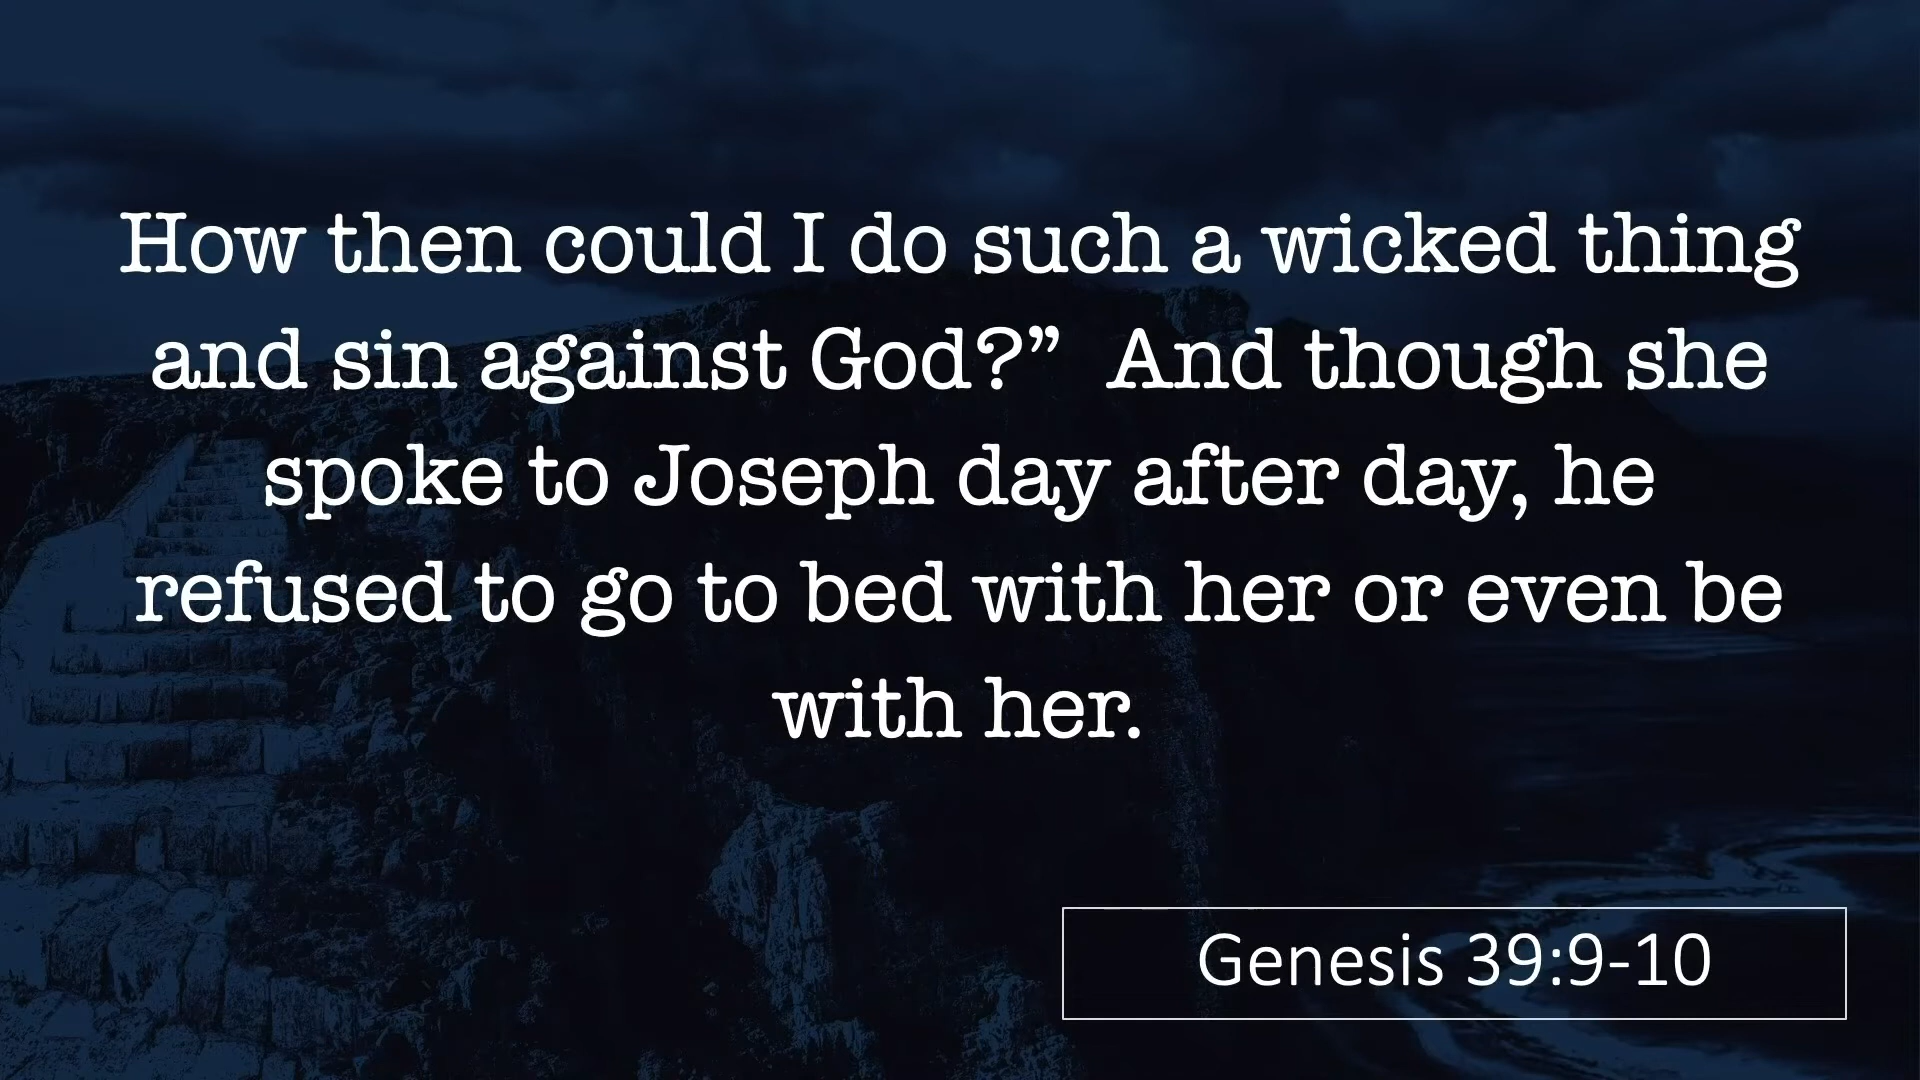 How then could I do such a wicked thing
and sin against God?”  And though she
spoke to Joseph day after day, he
refused to go to bed with her or even be
with her.
Genesis 39:9-10